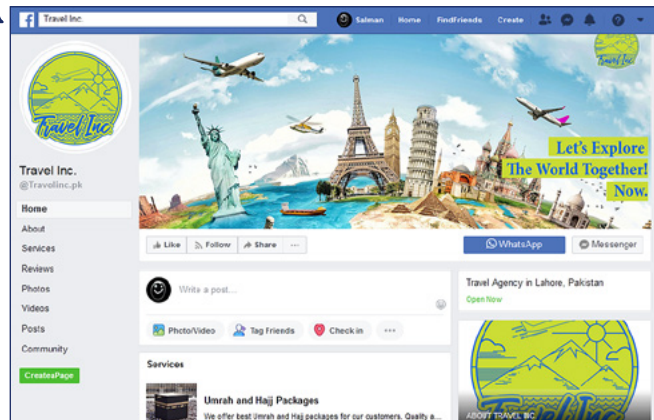 Travel Inc.
Salman Home FindFriends Create
Travel Inc
Travel Inc
Let's Explore
The World Together!
Now.
Travel Inc.
@Travelinc.pk
Home
About
Services
Reviews
Photos
Videos
Posts
Community
CreateaPage
Like Follow Share ...
WhatsApp Messenger
Write a post...
Photo/Video Tag Friends Check in ...
Services
Umrah and Hajj Packages
We offer best Umrah and Hajj packages for our customers. Quality a...
Travel Agency in Lahore, Pakistan
Open Now
ABOUT TRAVEL INC